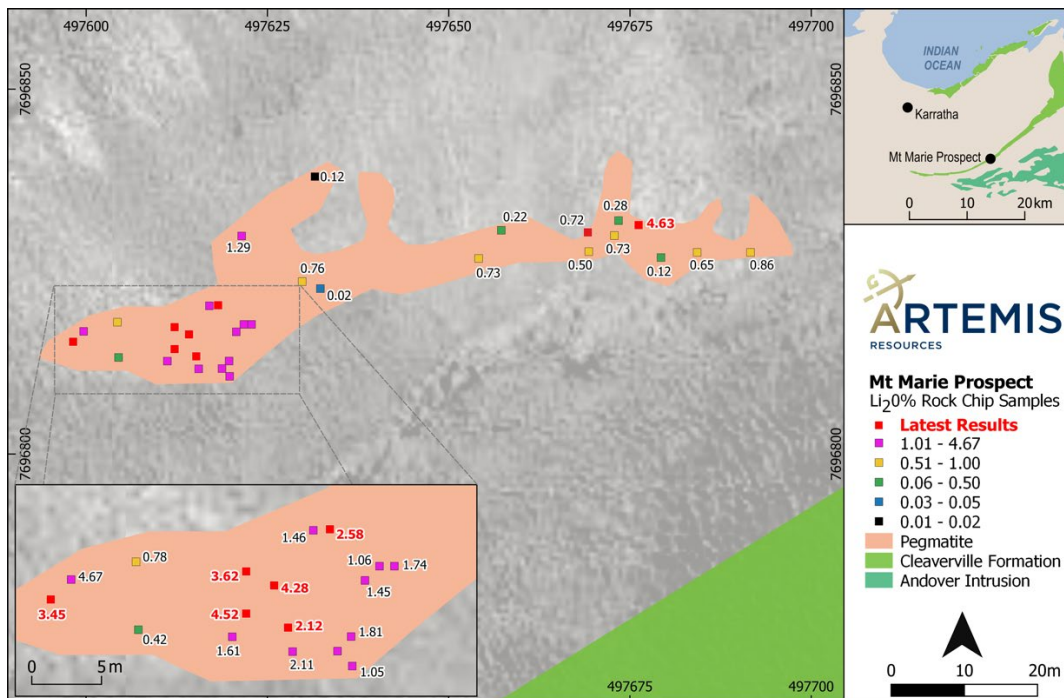 497600
497625
497650
497675
497700
7696850
7696850
7696800
7696800
497675
497700
0.12
1.29
0.76
0.02
0.73
0.22
0.72
0.50
0.28
0.73
4.63
0.12
0.65
0.86
1.46
2.58
0.78
3.62
4.28
1.06
1.74
1.45
4.67
3.45
4.52
2.12
0.42
1.61
2.11
1.81
1.05
0
5 m
INDIAN
OCEAN
Karratha
Mt Marie Prospect
0
10
20 km
ARTEMIS
RESOURCES
Mt Marie Prospect
Li20% Rock Chip Samples
Latest Results
1.01 - 4.67
0.51 - 1.00
0.06 - 0.50
0.03 - 0.05
0.01 - 0.02
Pegmatite
Cleaverville Formation
Andover Intrusion
0
10
20m